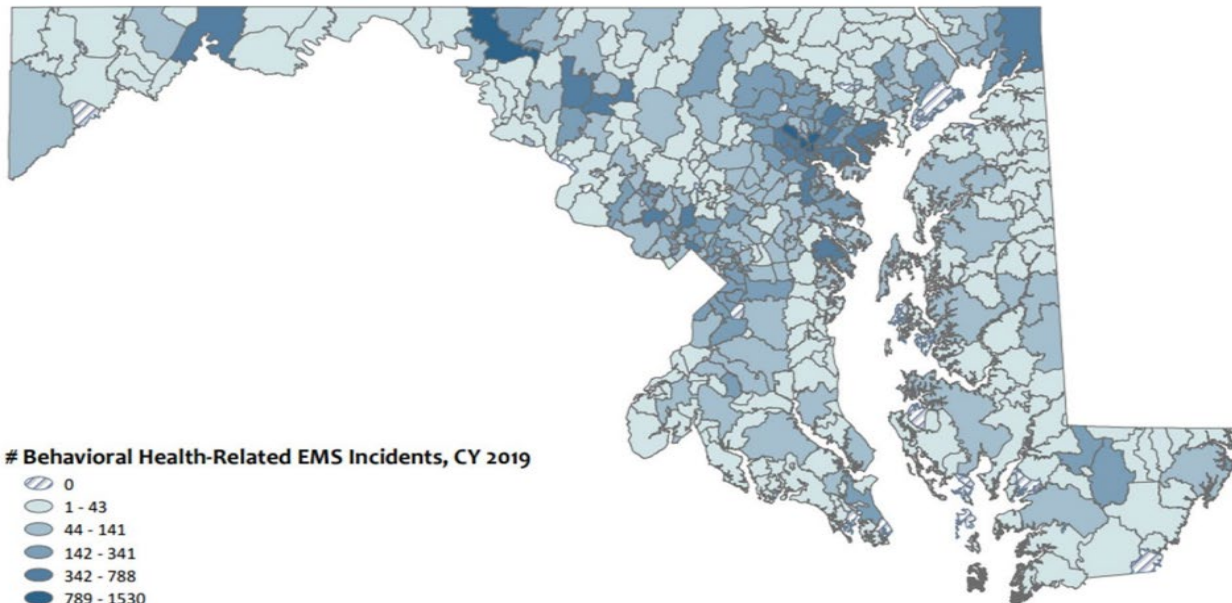 # Behavioral Health-Related EMS Incidents, CY 2019
0
1 - 43
44 - 141
142 - 341
342 - 788
789 - 1530